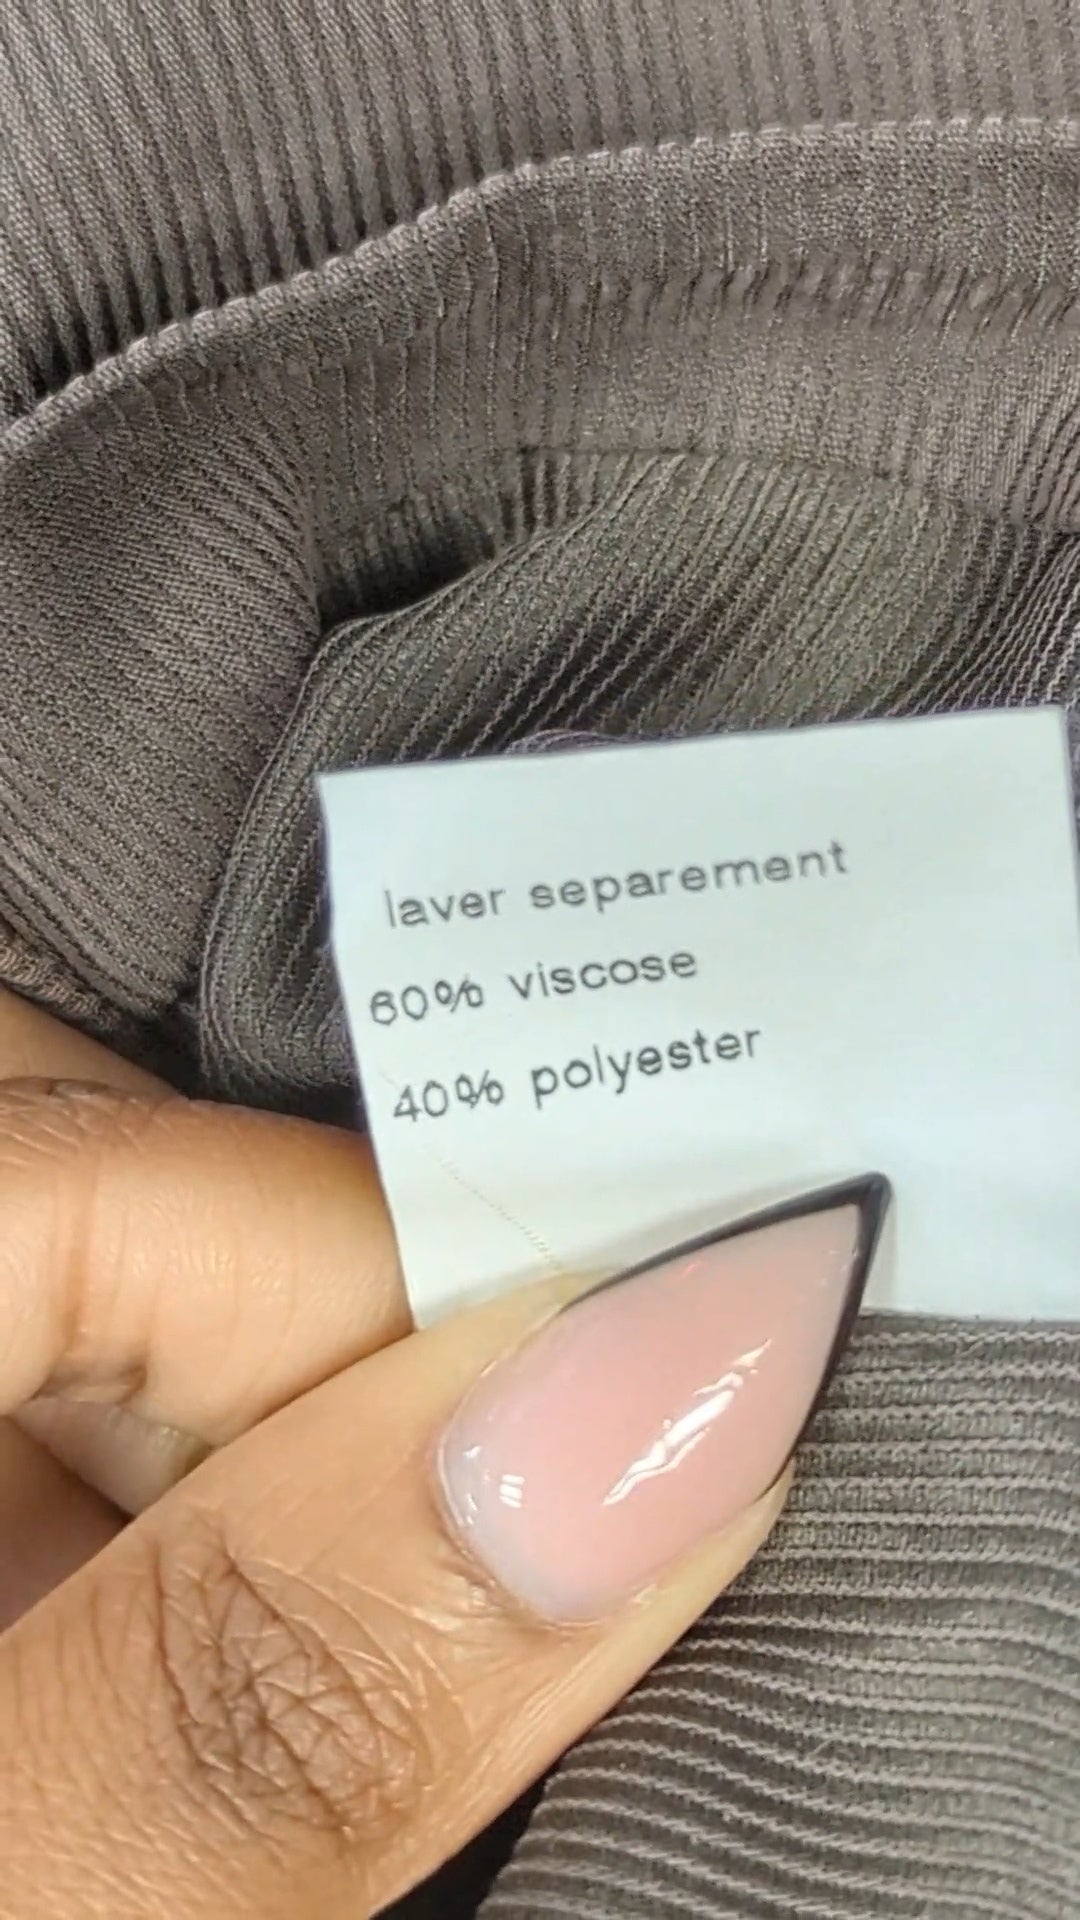 laver separement
60% viscose
40% polyester